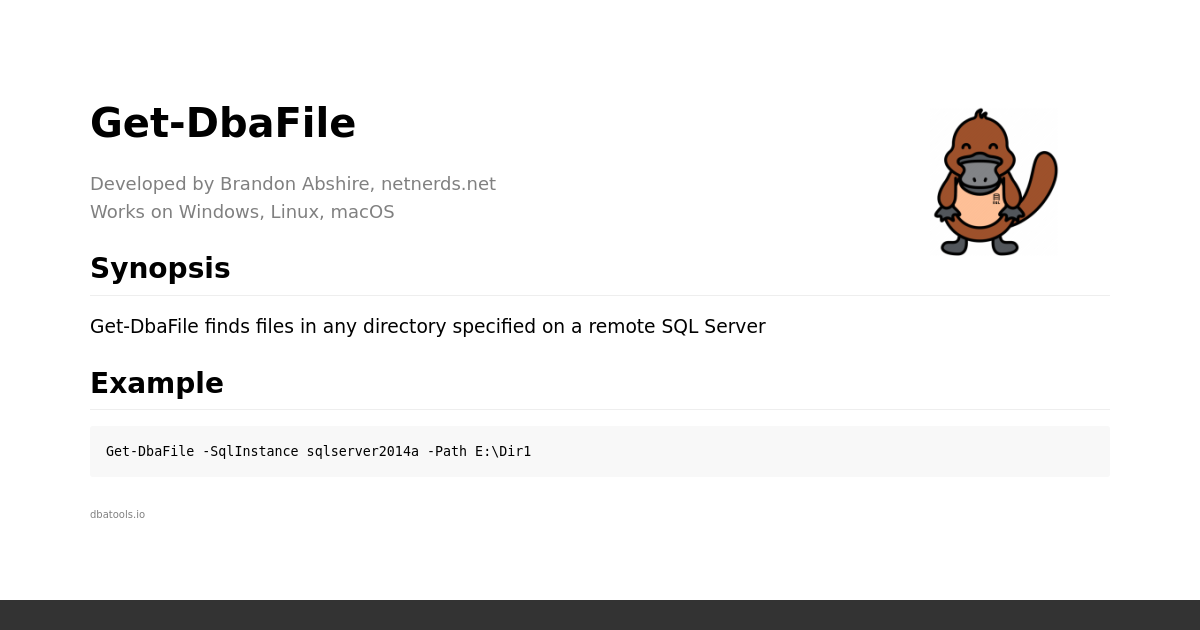 Get-DbaFile
Developed by Brandon Abshire, netnerds.net
Works on Windows, Linux, macOS
Synopsis
Get-DbaFile finds files in any directory specified on a remote SQL Server
Example
Get-DbaFile -SqlInstance sqlserver2014a -Path E:\Dir1
dbatools.io